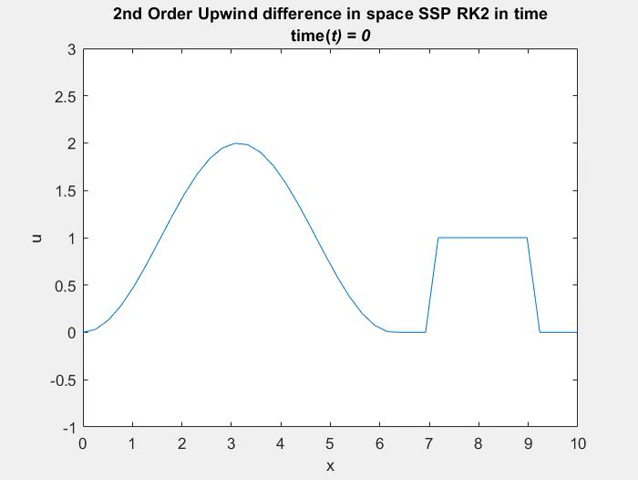 2nd Order Upwind difference in space SSP RK2 in time
time(t) = 0
3
2.5
2
1.5
1
0.5
0
-0.5
-1
u
0 1 2 3 4 5 6 7 8 9 10
x